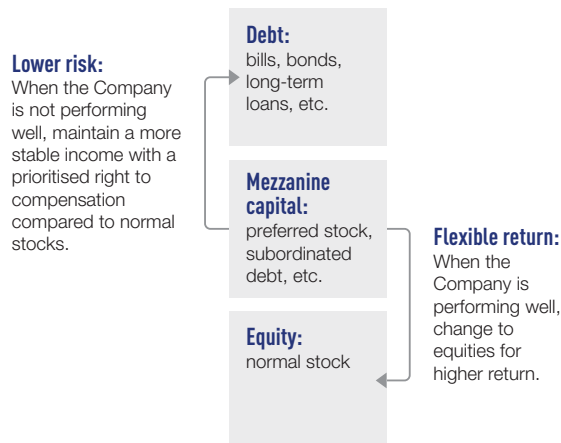 Lower risk:
When the Company
is not performing
well, maintain a more
stable income with a
prioritised right to
compensation
compared to normal
stocks.
Debt:
bills, bonds,
long-term
loans, etc.
Mezzanine
capital:
preferred stock,
subordinated
debt, etc.
Equity:
normal stock
Flexible return:
When the
Company is
performing well,
change to
equities for
higher return.